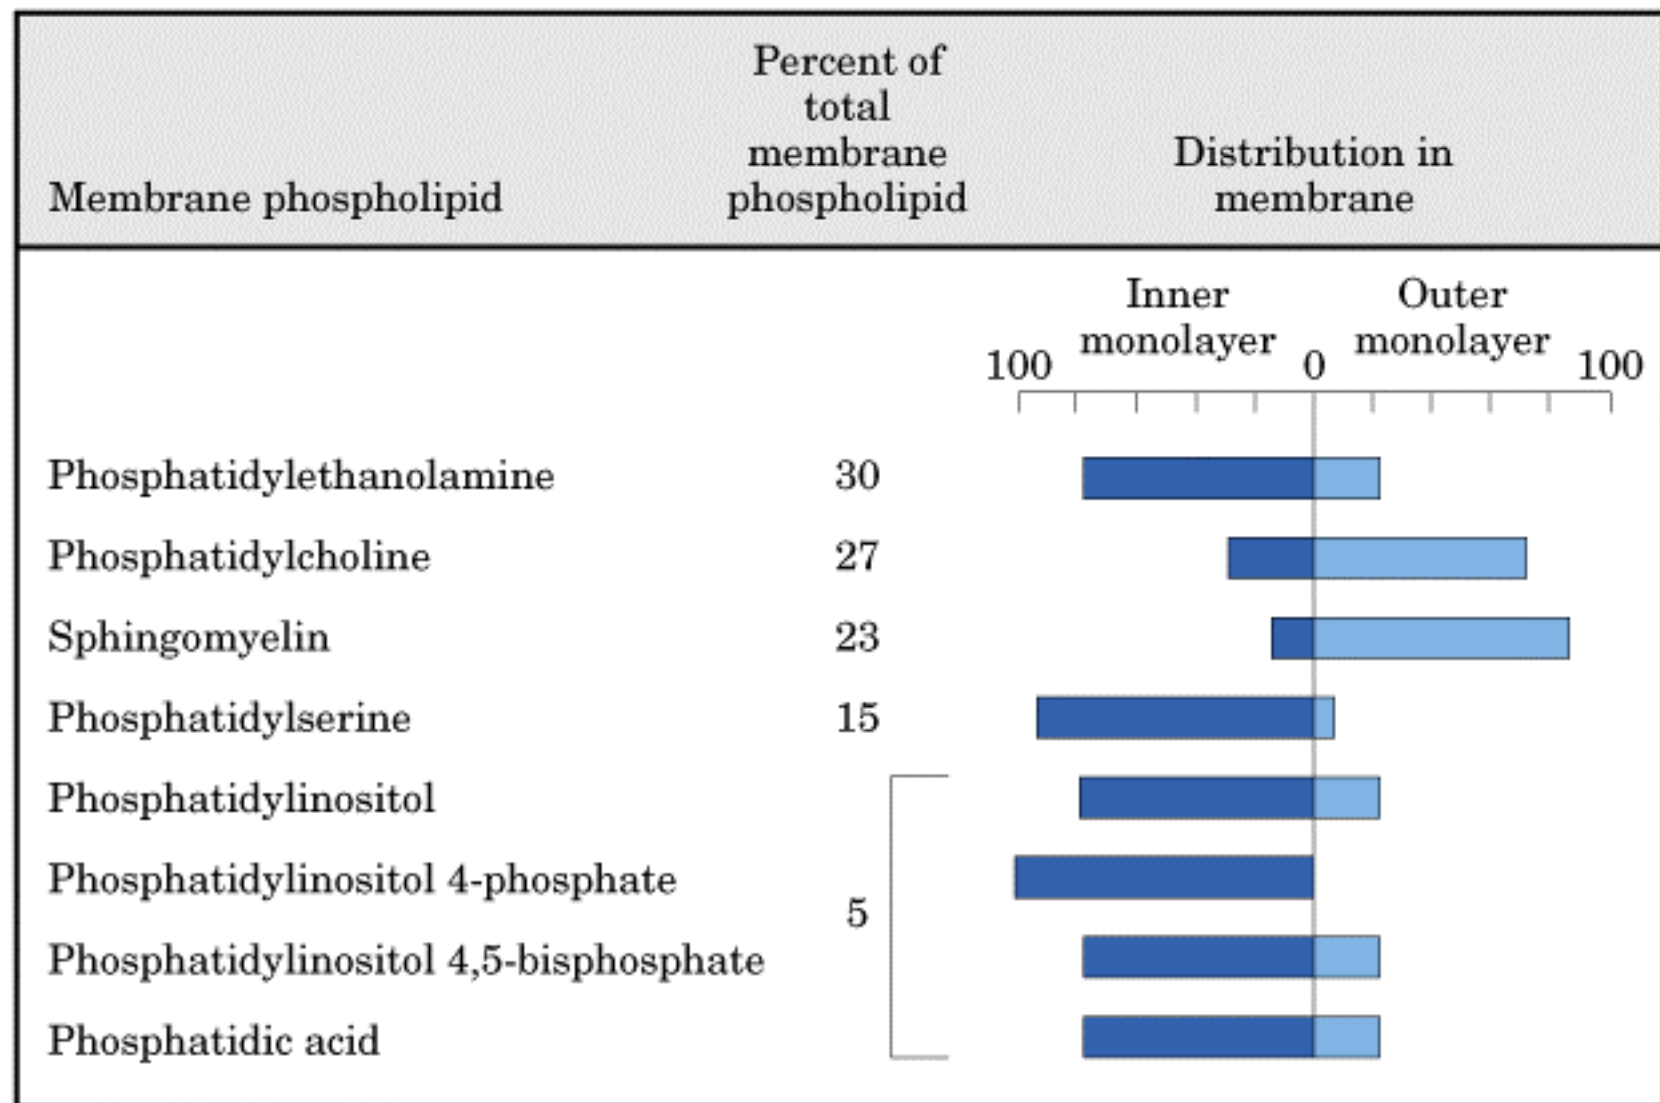 Percent of
total
membrane
phospholipid
Membrane phospholipid
Distribution in
membrane
Inner
monolayer
Outer
monolayer
100 0 100
Phosphatidylethanolamine 30
Phosphatidylcholine 27
Sphingomyelin 23
Phosphatidylserine 15
Phosphatidylinositol
Phosphatidylinositol 4-phosphate
5
Phosphatidylinositol 4,5-bisphosphate
Phosphatidic acid